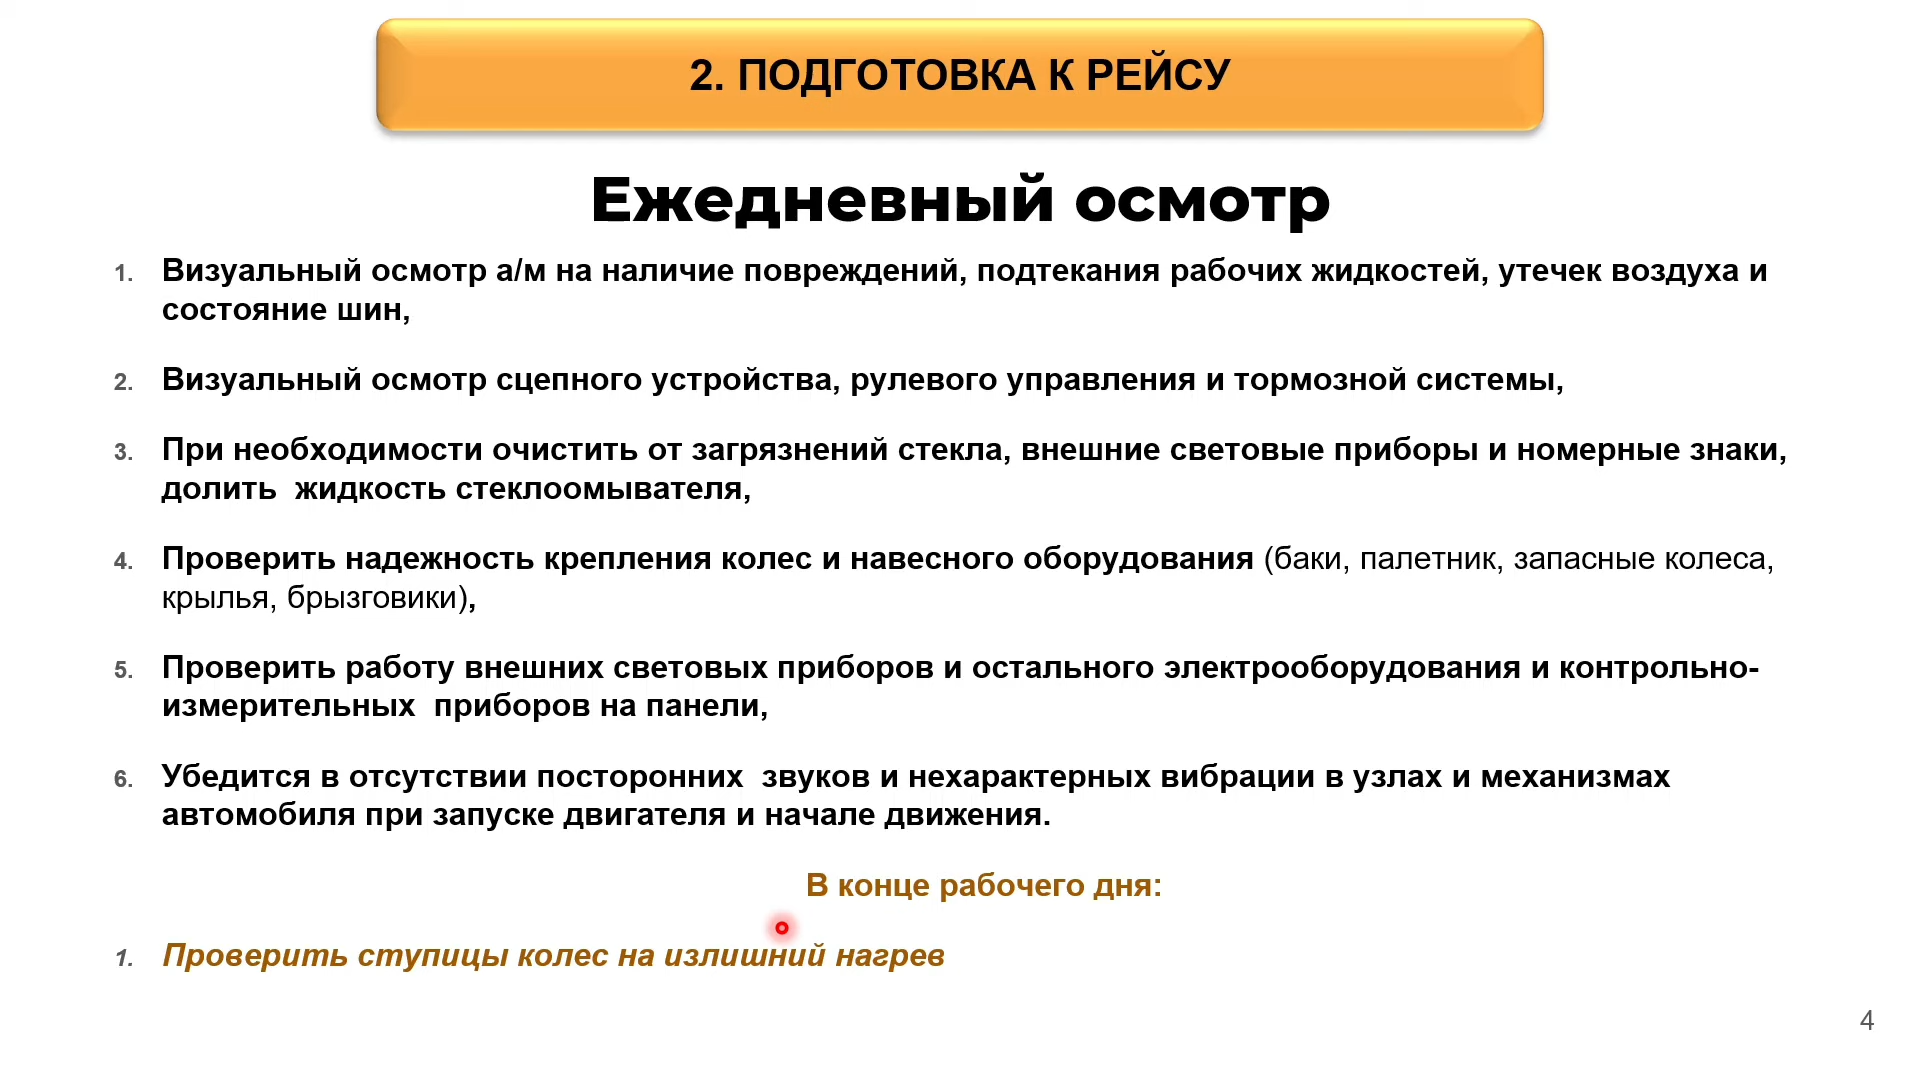 2. ПОДГОТОВКА К РЕЙСУ
Ежедневный осмотр
1. Визуальный осмотр а/м на наличие повреждений, подтекания рабочих жидкостей, утечек воздуха и
состояние шин,
2. Визуальный осмотр сцепного устройства, рулевого управления и тормозной системы,
3. При необходимости очистить от загрязнений стекла, внешние световые приборы и номерные знаки,
долить  жидкость стеклоомывателя,
4. Проверить надежность крепления колес и навесного оборудования (баки, палетник, запасные колеса,
крылья, брызговики),
5. Проверить работу внешних световых приборов и остального электрооборудования и контрольно-
измерительных  приборов на панели,
6. Убедится в отсутствии посторонних  звуков и нехарактерных вибрации в узлах и механизмах
автомобиля при запуске двигателя и начале движения.
В конце рабочего дня:
1. Проверить ступицы колес на излишний нагрев
4